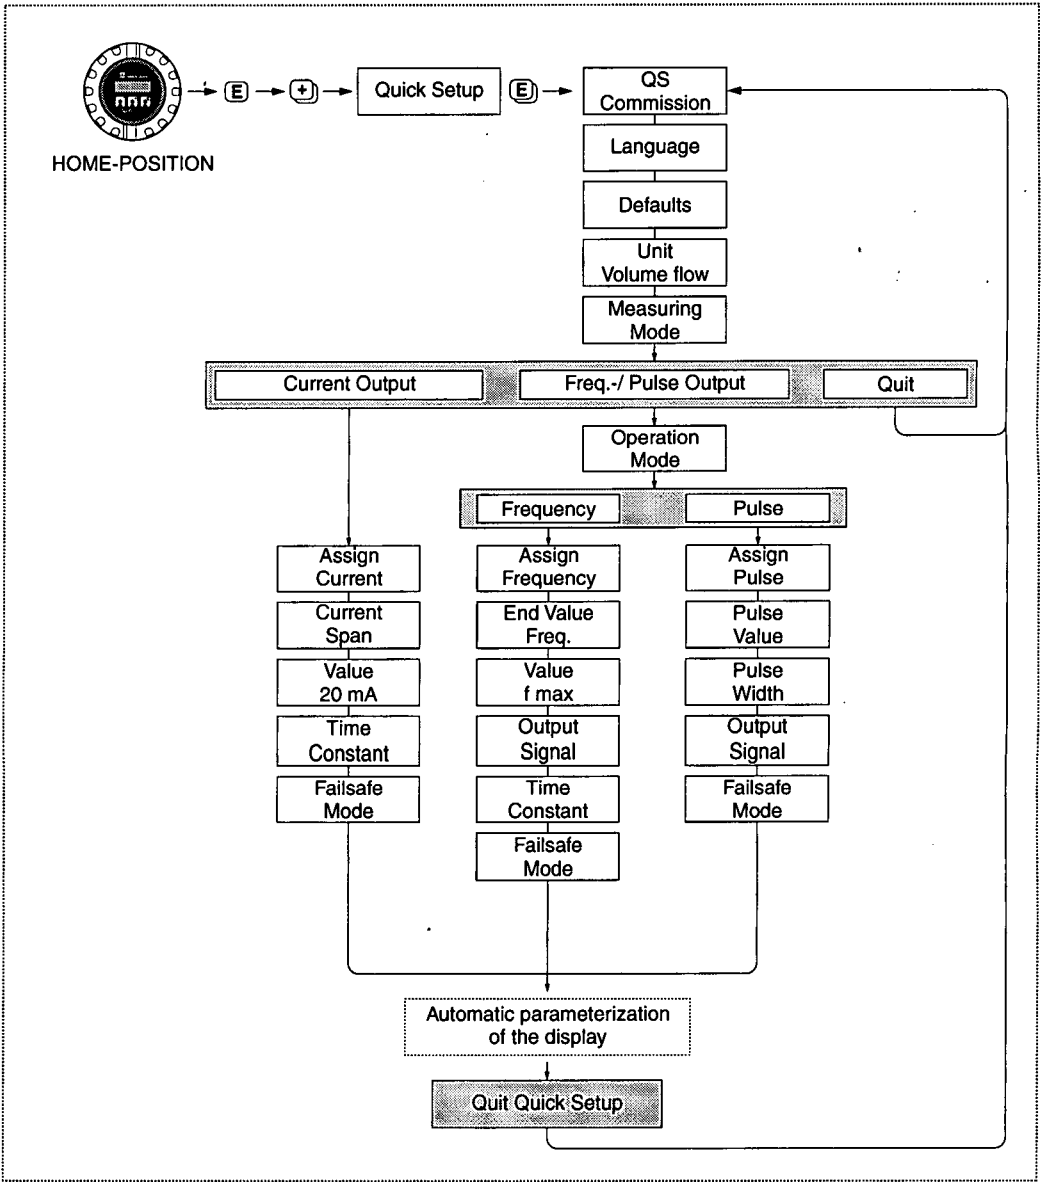 E
+
Quick Setup
E
QS
Commission
HOME-POSITION
Language
Defaults
Unit
Volume flow
Measuring
Mode
Current Output
Freq.-/ Pulse Output
Quit
Operation
Mode
Frequency
Pulse
Assign
Current
Current
Span
Value
20 mA
Time
Constant
Failsafe
Mode
Assign
Frequency
End Value
Freq.
Value
f max
Output
Signal
Time
Constant
Failsafe
Mode
Assign
Pulse
Pulse
Value
Pulse
Width
Output
Signal
Failsafe
Mode
Automatic parameterization
of the display
Quit Quick Setup